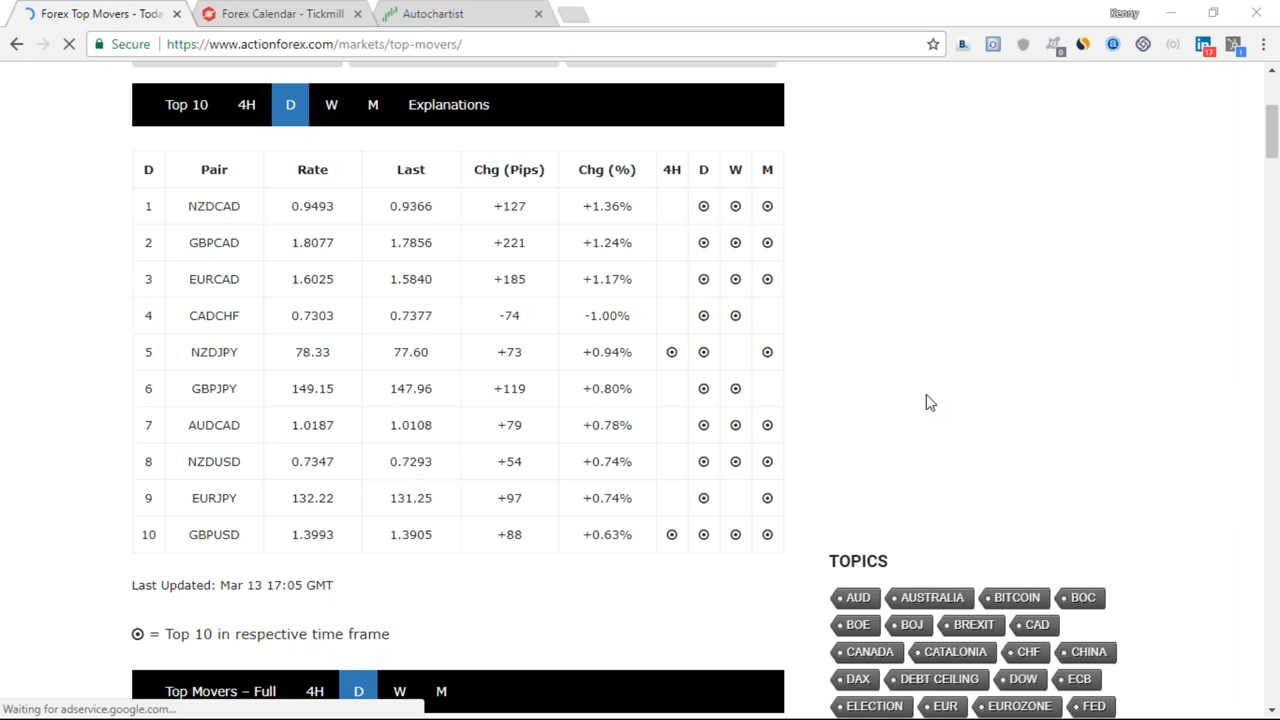 Forex Top Movers - Toda
Forex Calendar - Tickmill
Autochartist
Kenny
Secure
https://www.actionforex.com/markets/top-movers/
B.
0
17
1
Top 10 4H D W M Explanations
D Pair Rate Last Chg (Pips) Chg (%) 4H D W M
1 NZDCAD 0.9493 0.9366 +127 +1.36%
2 GBPCAD 1.8077 1.7856 +221 +1.24%
3 EURCAD 1.6025 1.5840 +185 +1.17%
4 CADCHF 0.7303 0.7377 -74 -1.00%
5 NZDJPY 78.33 77.60 +73 +0.94%
6 GBPJPY 149.15 147.96 +119 +0.80%
7 AUDCAD 1.0187 1.0108 +79 +0.78%
8 NZDUSD 0.7347 0.7293 +54 +0.74%
9 EURJPY 132.22 131.25 +97 +0.74%
10 GBPUSD 1.3993 1.3905 +88 +0.63%
Last Updated: Mar 13 17:05 GMT
= Top 10 in respective time frame
Top Movers – Full 4H D W M
Waiting for adservice.google.com...
TOPICS
AUD AUSTRALIA BITCOIN BOC
BOE BOJ BREXIT CAD
CANADA CATALONIA CHF CHINA
DAX DEBT CEILING DOW ECB
ELECTION EUR EUROZONE FED